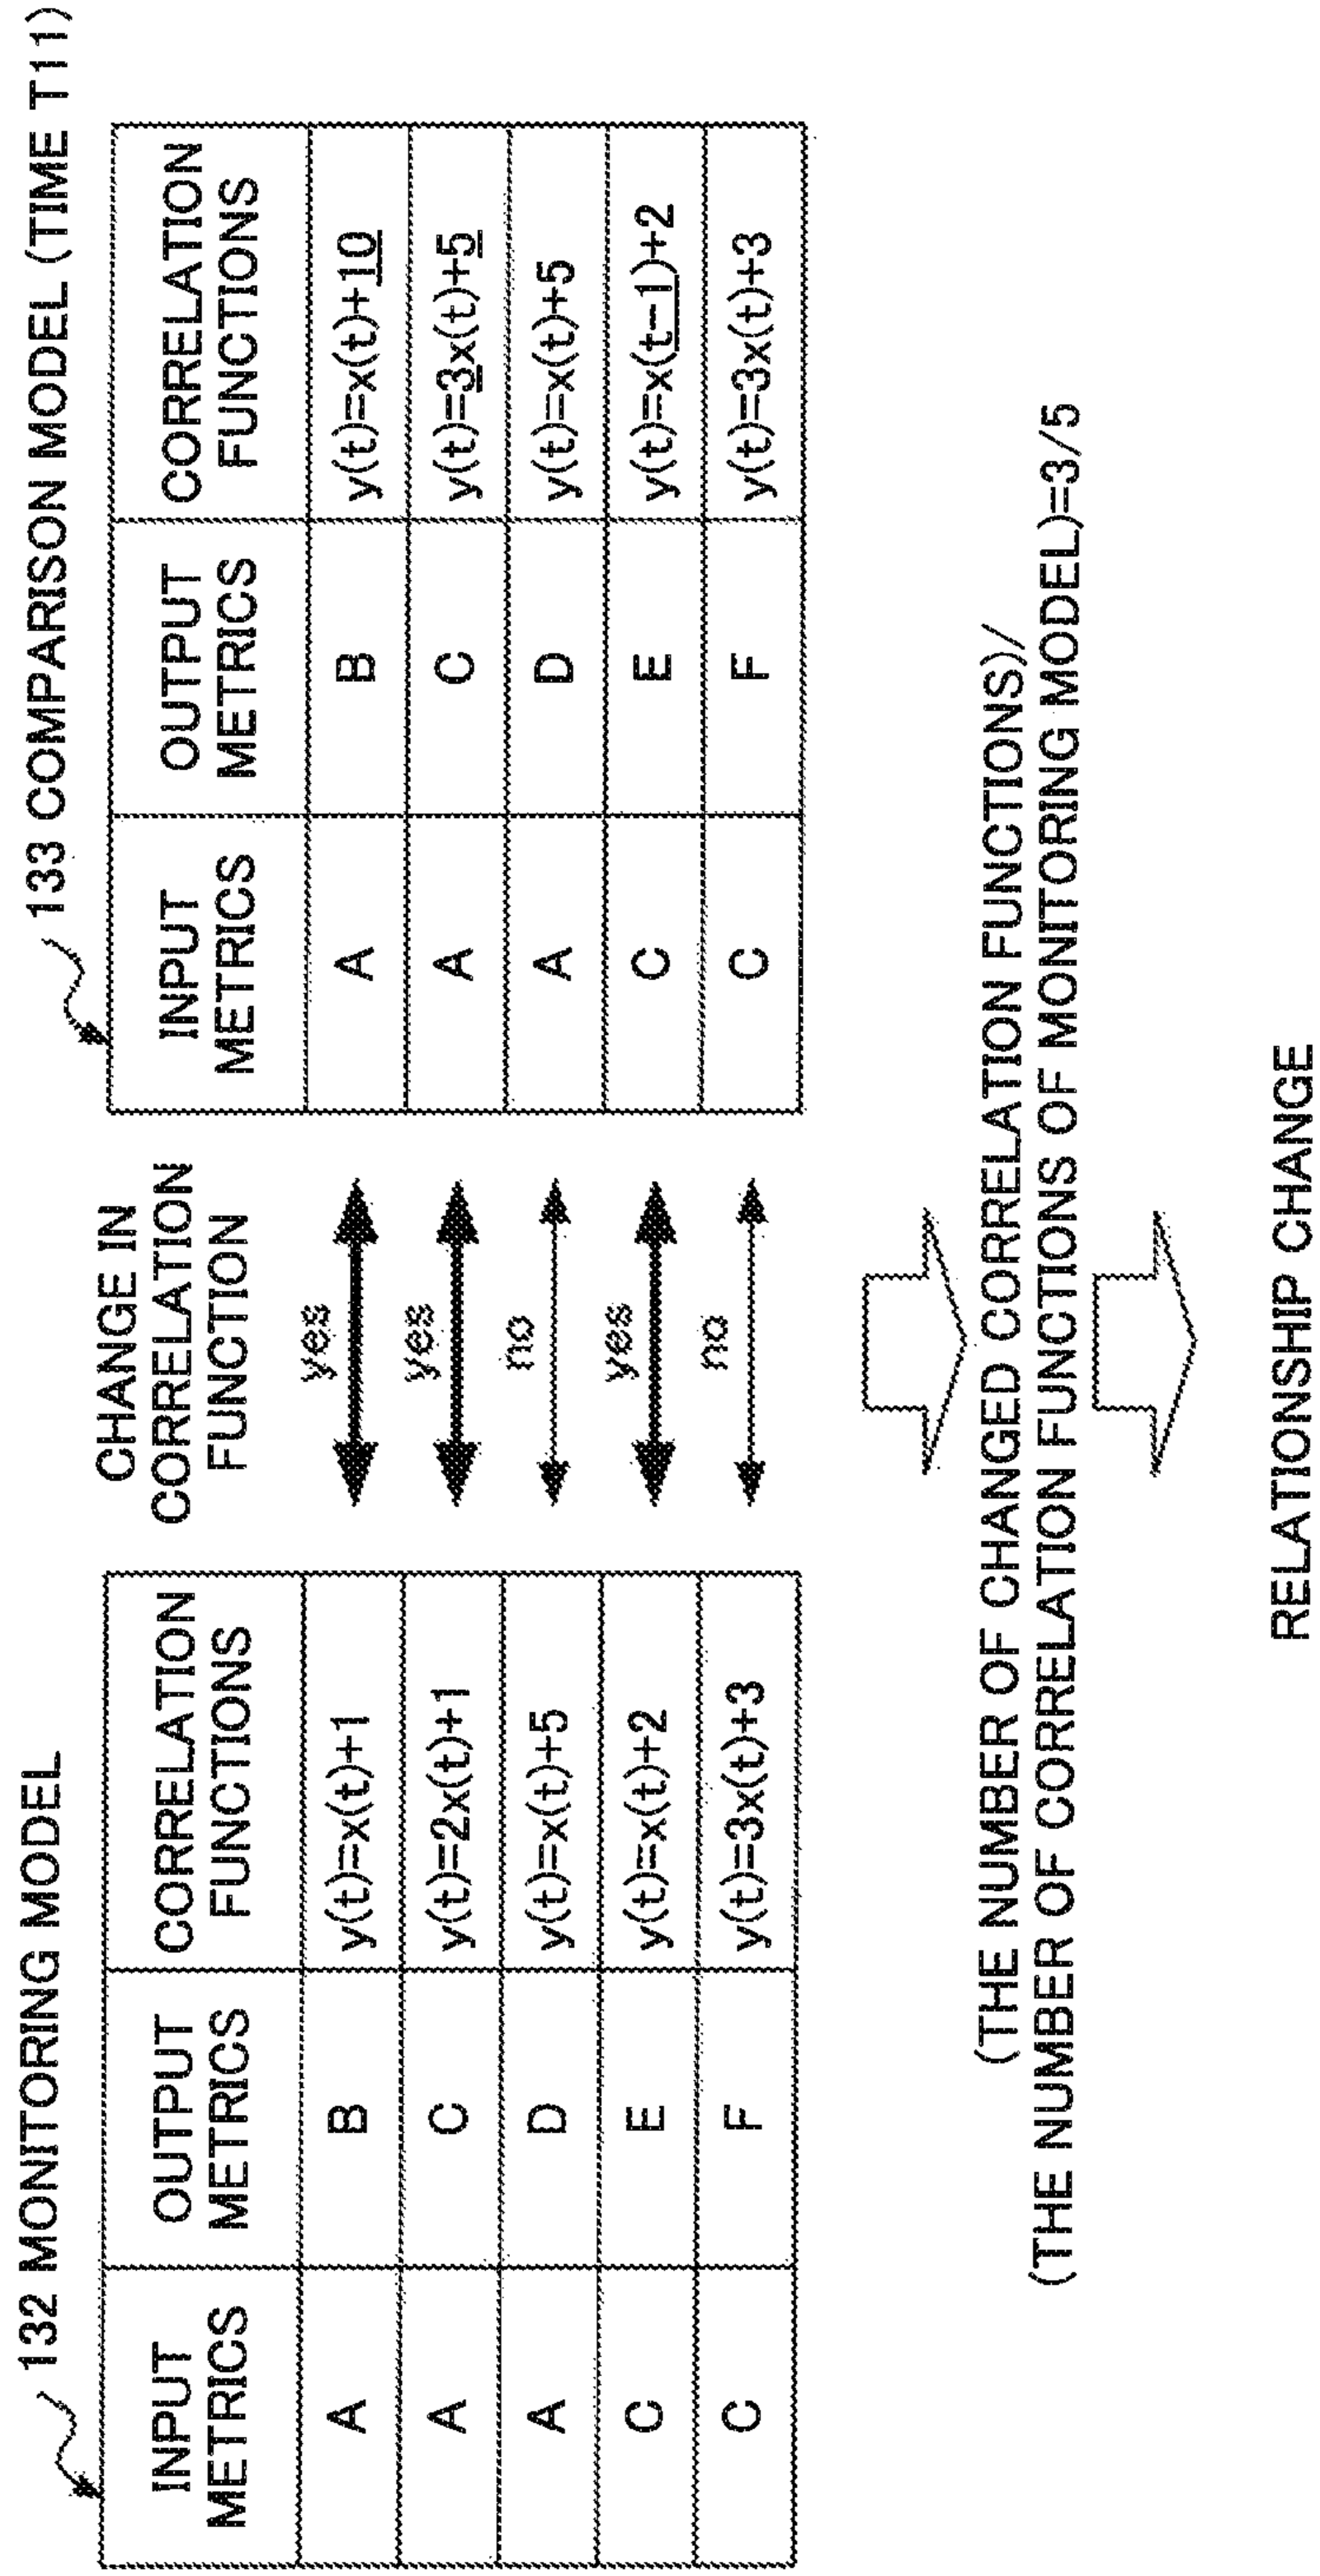 132 MONITORING MODEL
INPUT METRICS OUTPUT METRICS CORRELATION FUNCTIONS
A B y(t)=x(t)+1
A C y(t)=2x(t)+1
A D y(t)=x(t)+5
C E y(t)=x(t)+2
C F y(t)=3x(t)+3
CHANGE IN
CORRELATION
FUNCTION
yes
yes
no
yes
no
133 COMPARISON MODEL (TIME T11)
INPUT METRICS OUTPUT METRICS CORRELATION FUNCTIONS
A B y(t)=x(t)+10
A C y(t)=3x(t)+5
A D y(t)=x(t)+5
C E y(t)=x(t-1)+2
C F y(t)=3x(t)+3
(THE NUMBER OF CHANGED CORRELATION FUNCTIONS)/
(THE NUMBER OF CORRELATION FUNCTIONS OF MONITORING MODEL)=3/5
RELATIONSHIP CHANGE